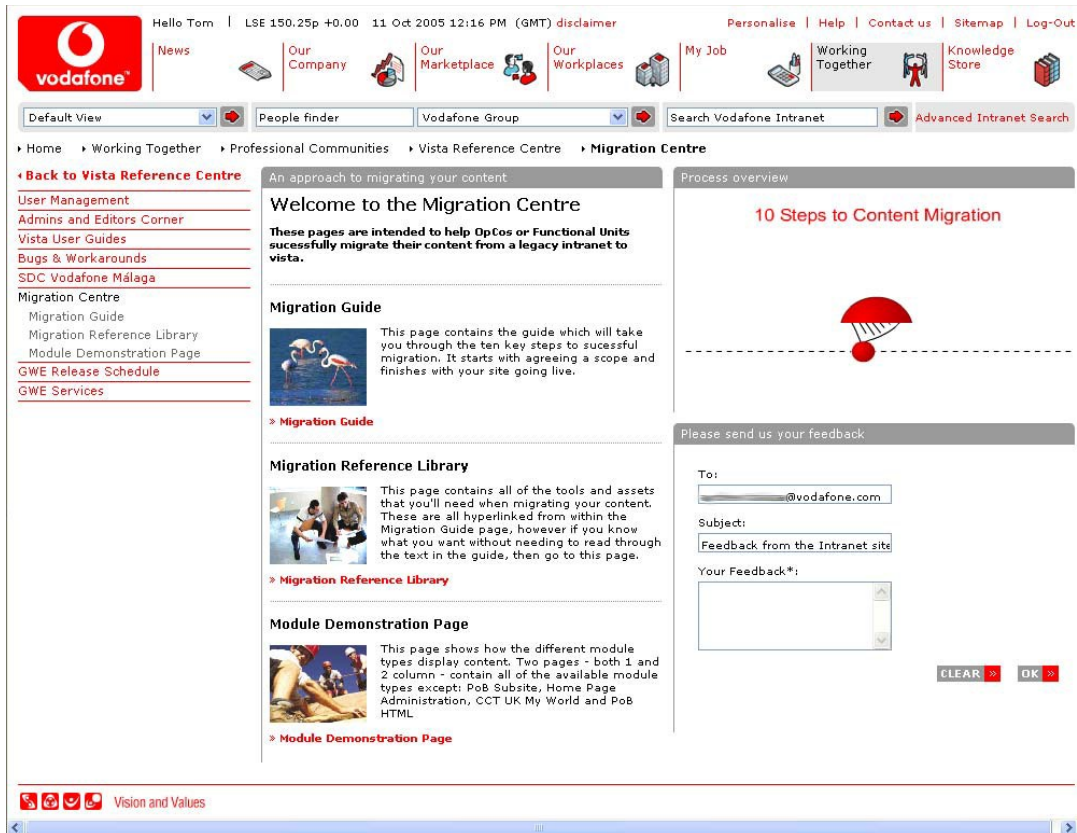 Hello Tom | LSE 150.25p +0.00 11 Oct 2005 12:16 PM (GMT) disclaimer
Personalise | Help | Contact us | Sitemap | Log-Out
vodafone™
News
Our
Company
Our
Marketplace
Our
Workplaces
My Job
Working
Together
Knowledge
Store
Default View
People finder
Vodafone Group
Search Vodafone Intranet
Advanced Intranet Search
Home Working Together Professional Communities Vista Reference Centre Migration Centre
Back to Vista Reference Centre
User Management
Admins and Editors Corner
Vista User Guides
Bugs & Workarounds
SDC Vodafone Málaga
Migration Centre
Migration Guide
Migration Reference Library
Module Demonstration Page
GWE Release Schedule
GWE Services
An approach to migrating your content
Welcome to the Migration Centre
These pages are intended to help OpCos or Functional Units
sucessfully migrate their content from a legacy intranet to
vista.
Migration Guide
This page contains the guide which will take
you through the ten key steps to sucessful
migration. It starts with agreeing a scope and
finishes with your site going live.
» Migration Guide
Migration Reference Library
This page contains all of the tools and assets
that you'll need when migrating your content.
These are all hyperlinked from within the
Migration Guide page, however if you know
what you want without needing to read through
the text in the guide, then go to this page.
» Migration Reference Library
Module Demonstration Page
This page shows how the different module
types display content. Two pages - both 1 and
2 column - contain all of the available module
types except: PoB Subsite, Home Page
Administration, CCT UK My World and PoB
HTML
» Module Demonstration Page
Process overview
10 Steps to Content Migration
Please send us your feedback
To:
@vodafone.com
Subject:
Feedback from the Intranet site
Your Feedback*:
CLEAR »
OK »
Vision and Values